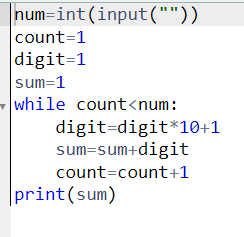 num=int(input(""))
count=1
digit=1
sum=1
while count<num:
    digit=digit*10+1
    sum=sum+digit
    count=count+1
print(sum)